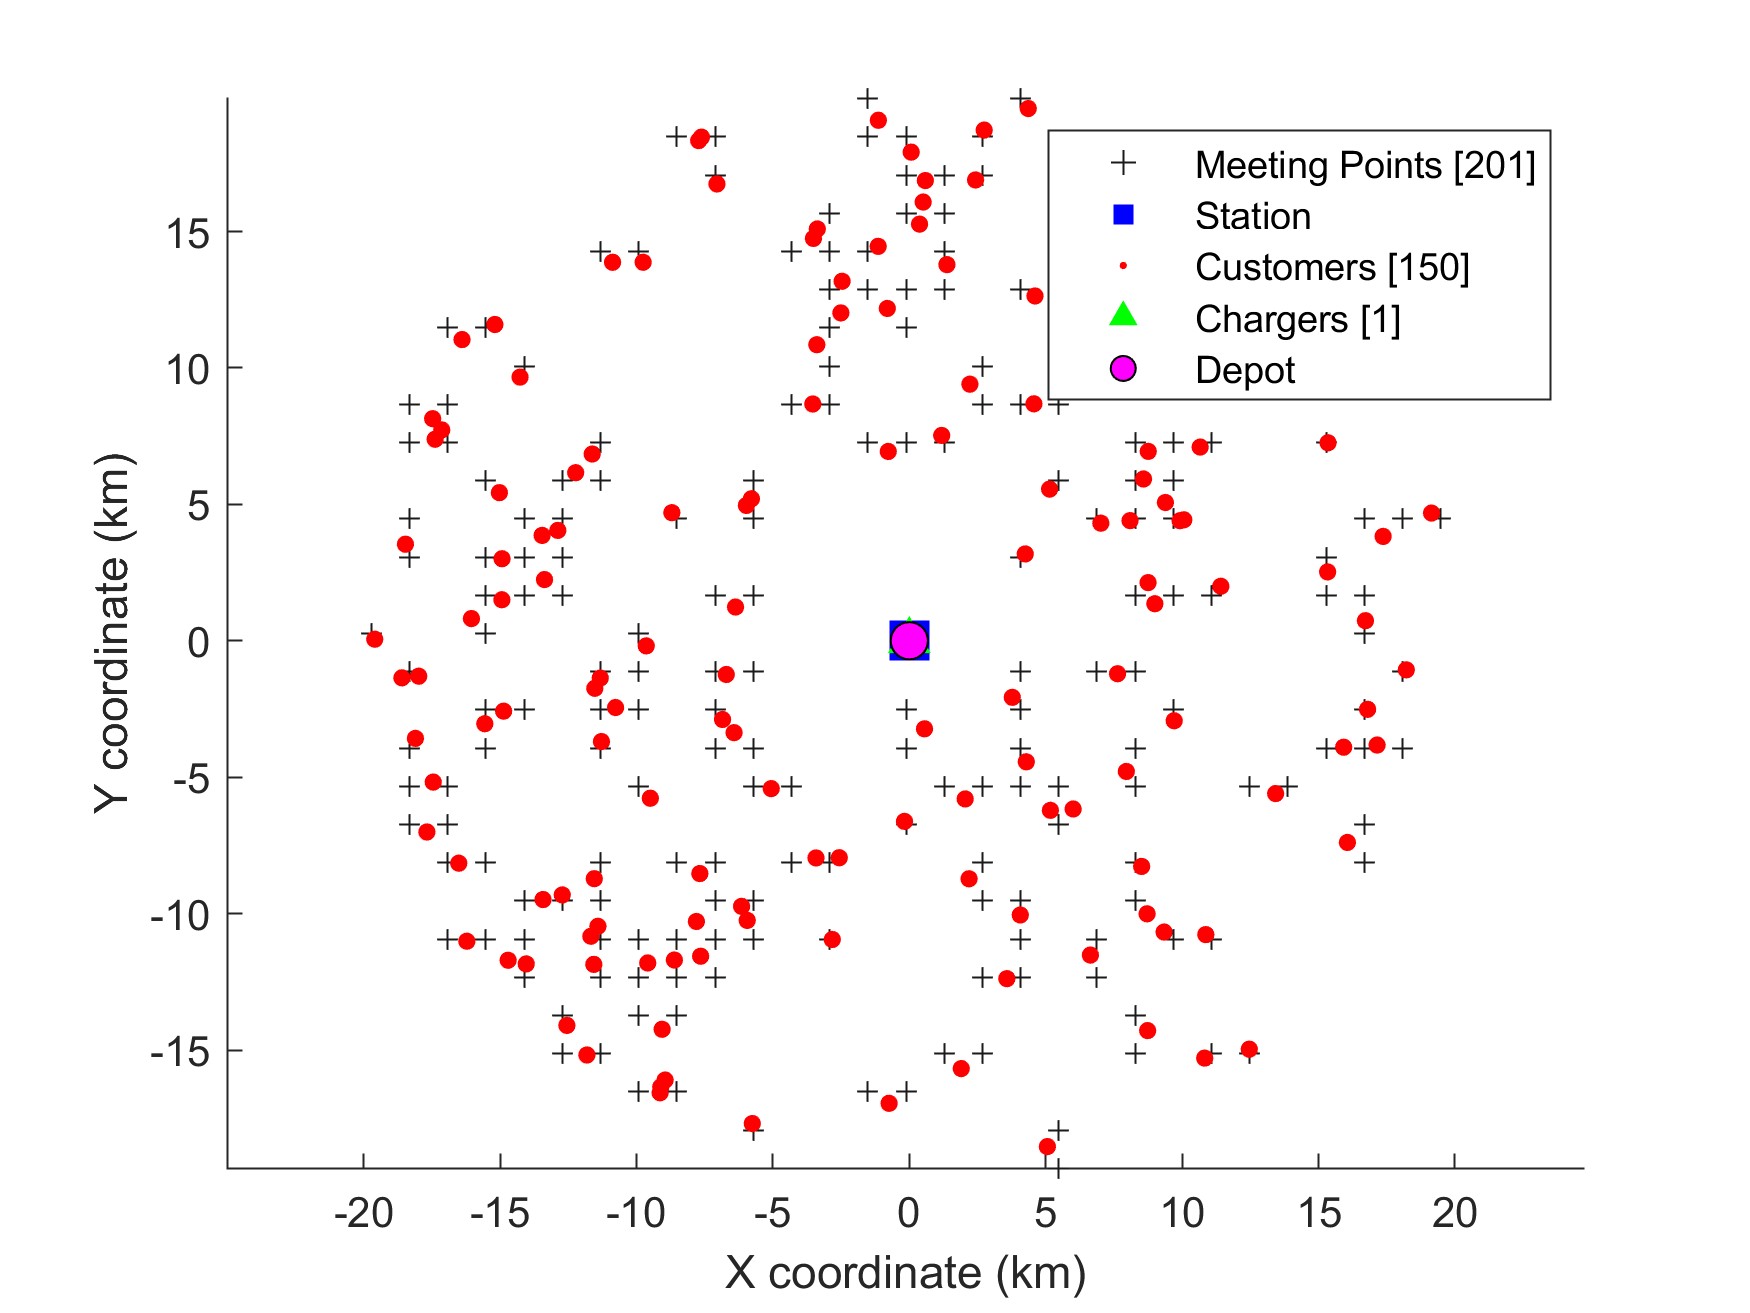 Meeting Points [201]
Station
Customers [150]
Chargers [1]
Depot
15
10
5
0
-5
-10
-15
Y coordinate (km)
-20 -15 -10 -5 0 5 10 15 20
X coordinate (km)